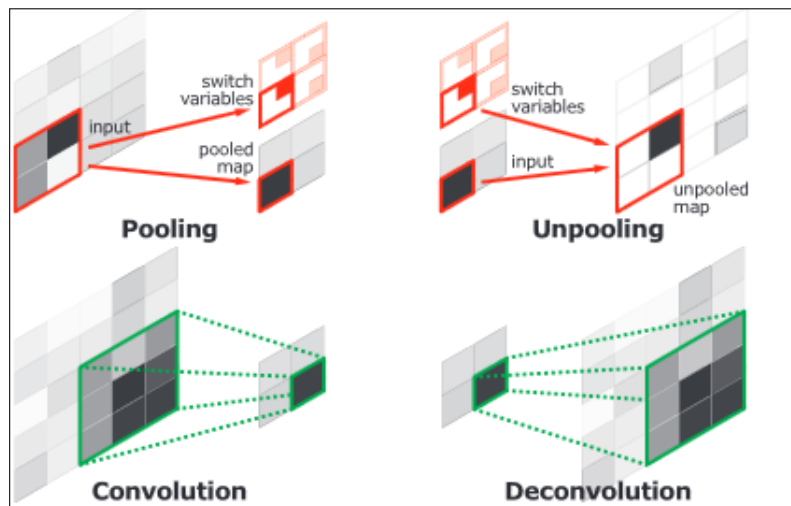 switch
variables
input
pooled
map
Pooling
switch
variables
input
unpooled
map
Unpooling
Convolution
Deconvolution